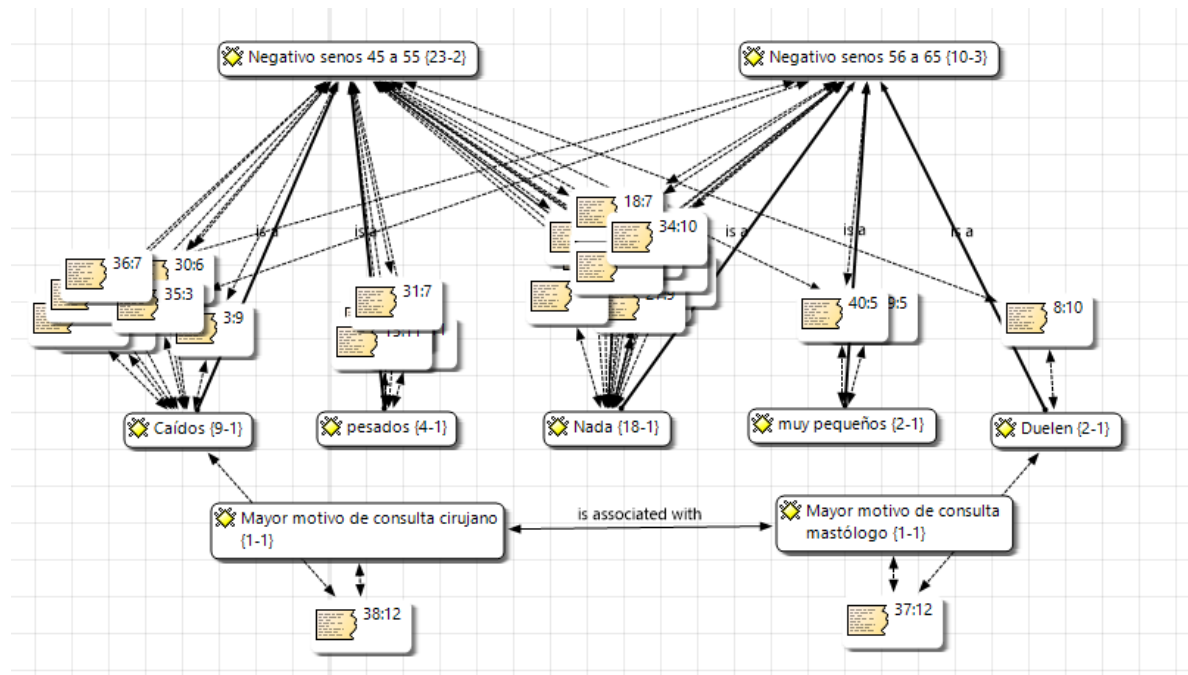 Negativo senos 45 a 55 {23-2}
Negativo senos 56 a 65 {10-3}
18:7
34:10
is a
is a
is a
is a
is a
36:7
30:6
35:3
3:9
31:7
40:5
9:5
8:10
Caídos {9-1}
pesados {4-1}
Nada {18-1}
muy pequeños {2-1}
Duelen {2-1}
Mayor motivo de consulta cirujano
{1-1}
is associated with
Mayor motivo de consulta
mastólogo {1-1}
38:12
37:12